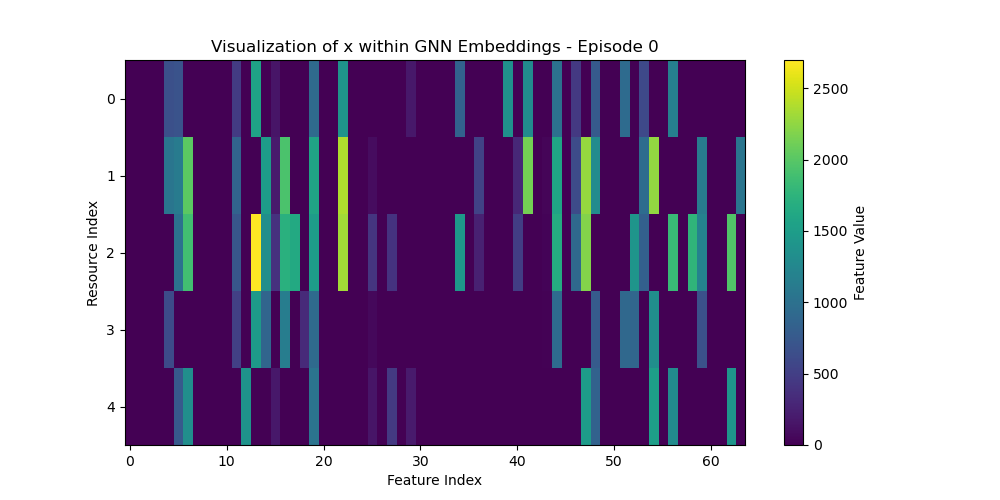 Visualization of x within GNN Embeddings - Episode 0
Resource Index
0
1
2
3
4
0 10 20 30 40 50 60
Feature Index
2500
2000
1500
1000
500
0
Feature Value